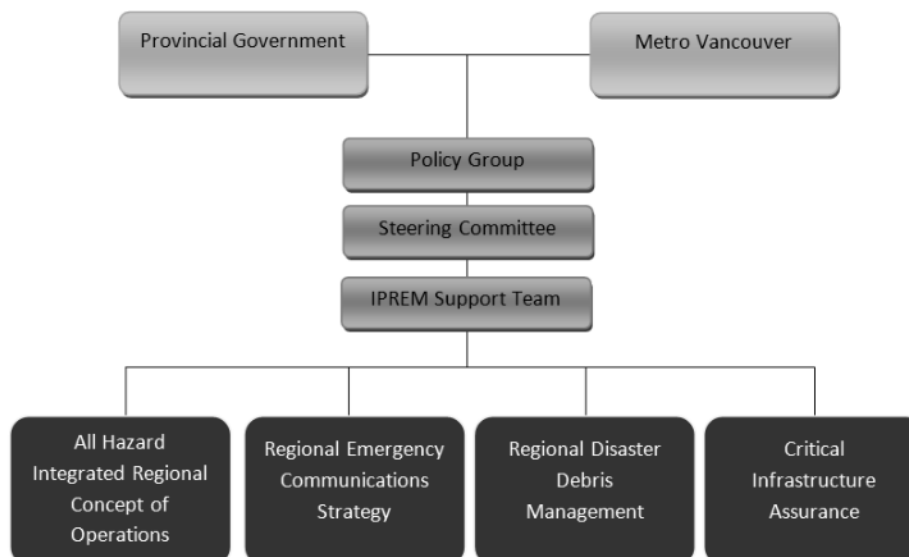 Provincial Government
Metro Vancouver
Policy Group
Steering Committee
IPREM Support Team
All Hazard
Integrated Regional
Concept of
Operations
Regional Emergency
Communications
Strategy
Regional Disaster
Debris
Management
Critical
Infrastructure
Assurance